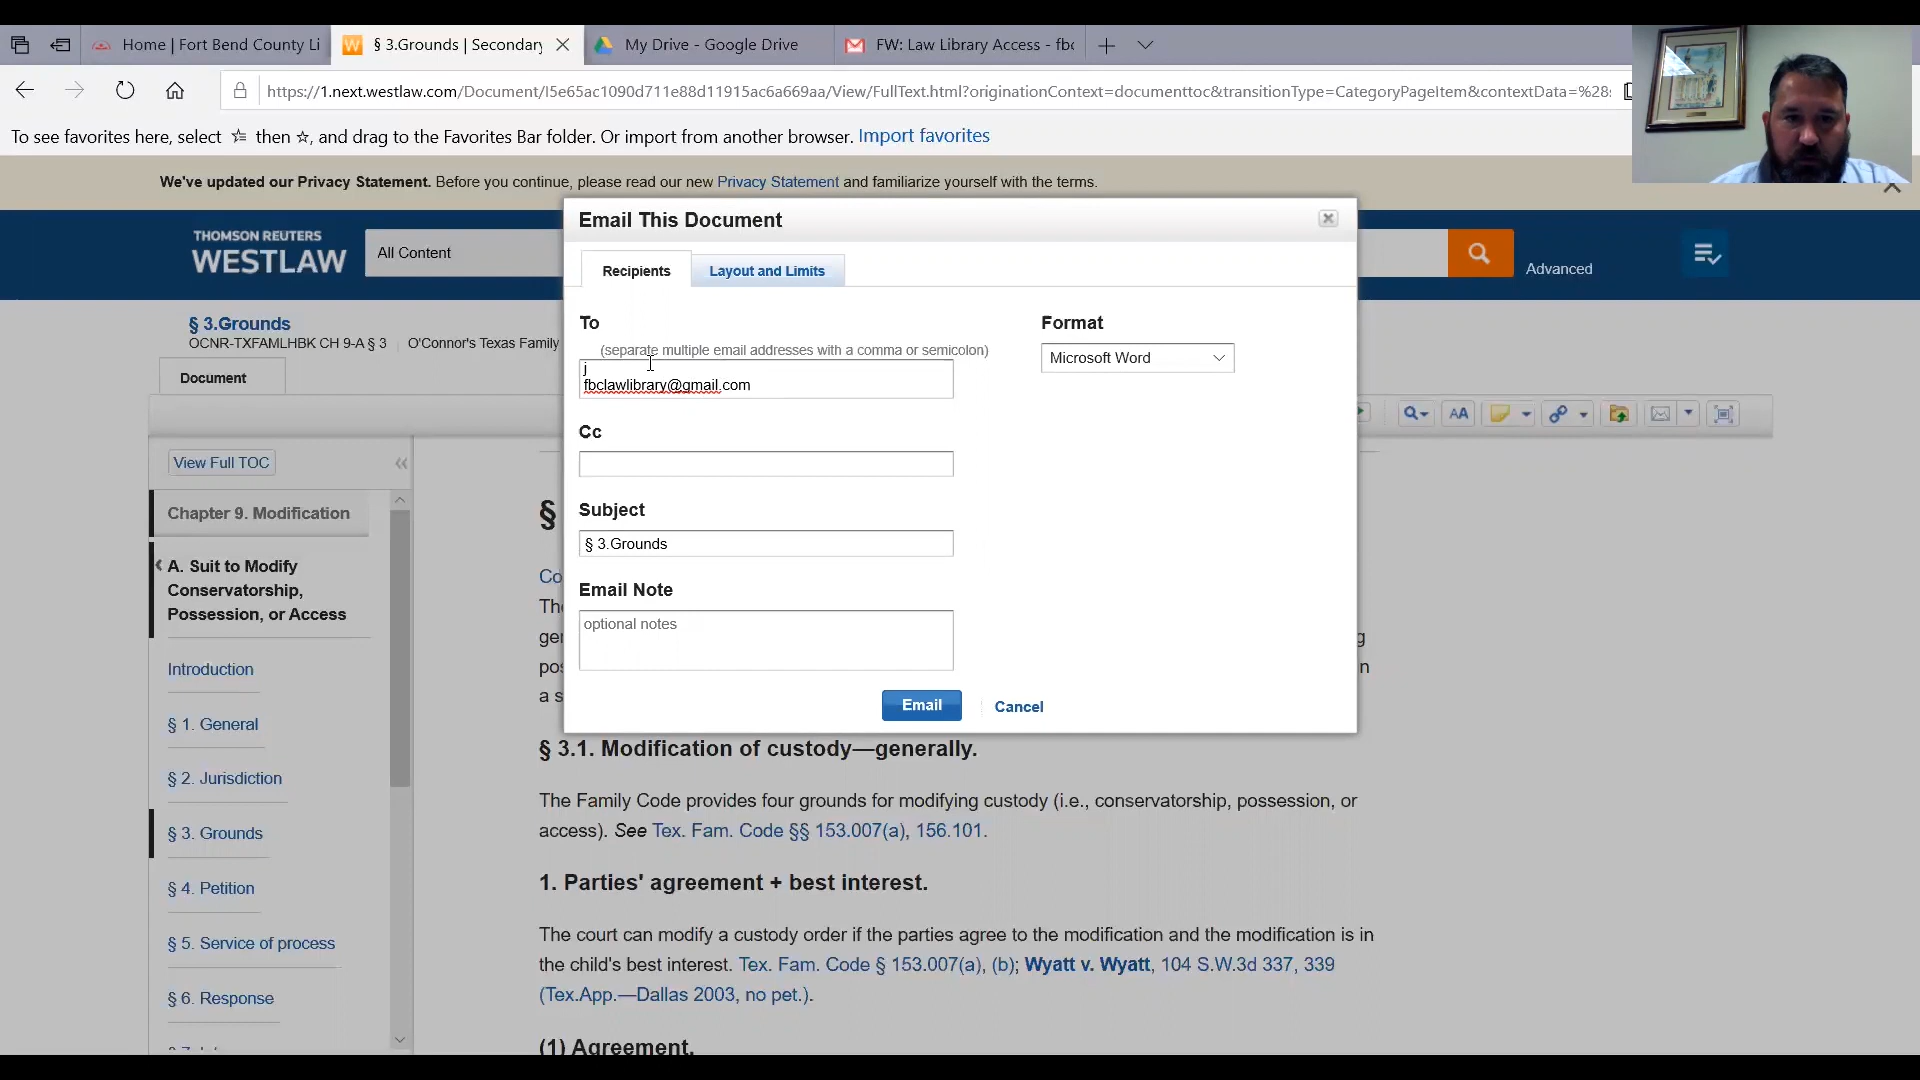 Home | Fort Bend County Li
§ 3.Grounds | Secondary
My Drive - Google Drive
FW: Law Library Access - fbc
https://1.next.westlaw.com/Document/I5e65ac1090d711e88d11915ac6a669aa/View/FullText.html?originationContext=documenttoc&transitionType=CategoryPageItem&contextData=%28s
To see favorites here, select then ☆, and drag to the Favorites Bar folder. Or import from another browser. Import favorites
We've updated our Privacy Statement. Before you continue, please read our new Privacy Statement and familiarize yourself with the terms.
THOMSON REUTERS
WESTLAW
All Content
Advanced
Email This Document
Recipients
Layout and Limits
To
(separate multiple email addresses with a comma or semicolon)
j
fbclawlibrary@gmail.com
Format
Microsoft Word
Cc
Subject
§ 3.Grounds
Email Note
optional notes
Email
Cancel
§ 3.Grounds
OCNR-TXFAMLHBK CH 9-A § 3
O'Connor's Texas Family
Document
AA
View Full TOC
Chapter 9. Modification
A. Suit to Modify
Conservatorship,
Possession, or Access
Introduction
§ 1. General
§ 2. Jurisdiction
§ 3. Grounds
§ 4. Petition
§ 5. Service of process
§ 6. Response
§
Co
The
ger
g
pos
n
a s
§ 3.1. Modification of custody—generally.
The Family Code provides four grounds for modifying custody (i.e., conservatorship, possession, or
access). See Tex. Fam. Code §§ 153.007(a), 156.101.
1. Parties' agreement + best interest.
The court can modify a custody order if the parties agree to the modification and the modification is in
the child's best interest. Tex. Fam. Code § 153.007(a), (b); Wyatt v. Wyatt, 104 S.W.3d 337, 339
(Tex.App.—Dallas 2003, no pet.).
(1) Agreement.